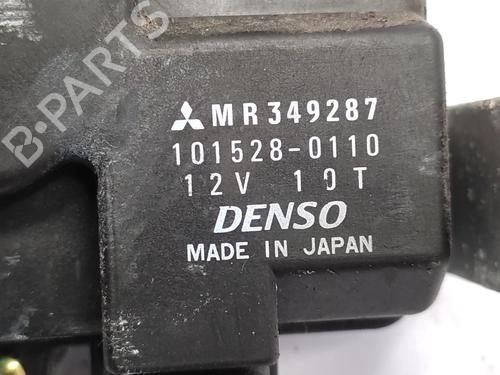 MR349287
101528-0110
12V 10T
DENSO
MADE IN JAPAN
B-PARTS